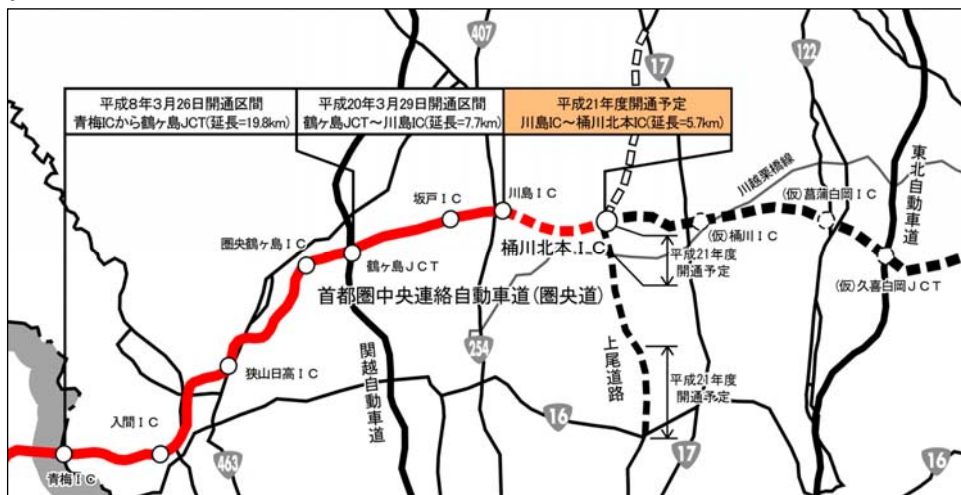 407
17
122
平成8年3月26日開通区間
青梅ICから鶴ヶ島JCT(延長=19.8km)
平成20年3月29日開通区間
鶴ヶ島JCT～川島IC(延長=7.7km)
平成21年度開通予定
川島IC～桶川北本IC(延長=5.7km)
東北自動車道
川越栗橋線
坂戸IC
川島IC
(仮)菖蒲白岡IC
圏央鶴ヶ島IC
鶴ヶ島JCT
桶川北本IC
(仮)桶川IC
平成21年度
開通予定
(仮)久喜白岡JCT
首都圏中央連絡自動車道(圏央道)
関越自動車道
254
上尾道路
狭山日高IC
平成21年度
開通予定
入間IC
16
青梅IC
463
17
16